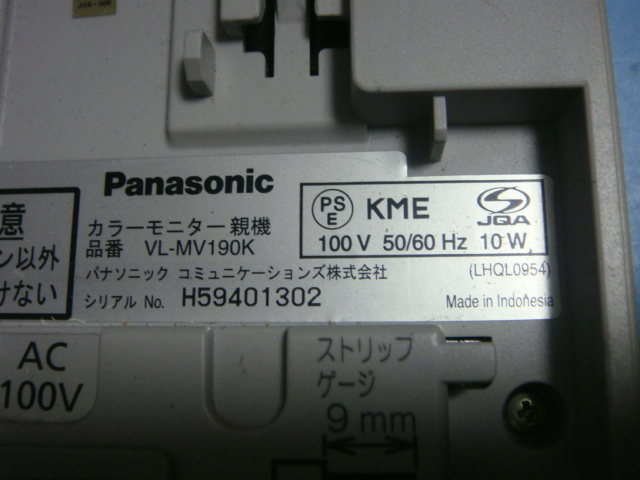 Panasonic
カラーモニター親機
品番 VL-MV190K
パナソニック コミュニケーションズ株式会社
シリアル No. H59401302
PS
E
KME
JQA
100 V 50/60 Hz 10 W
(LHQL0954)
Made in Indonesia
意
ン以外
けない
AC
100V
ストリップ
ゲージ
9 mm